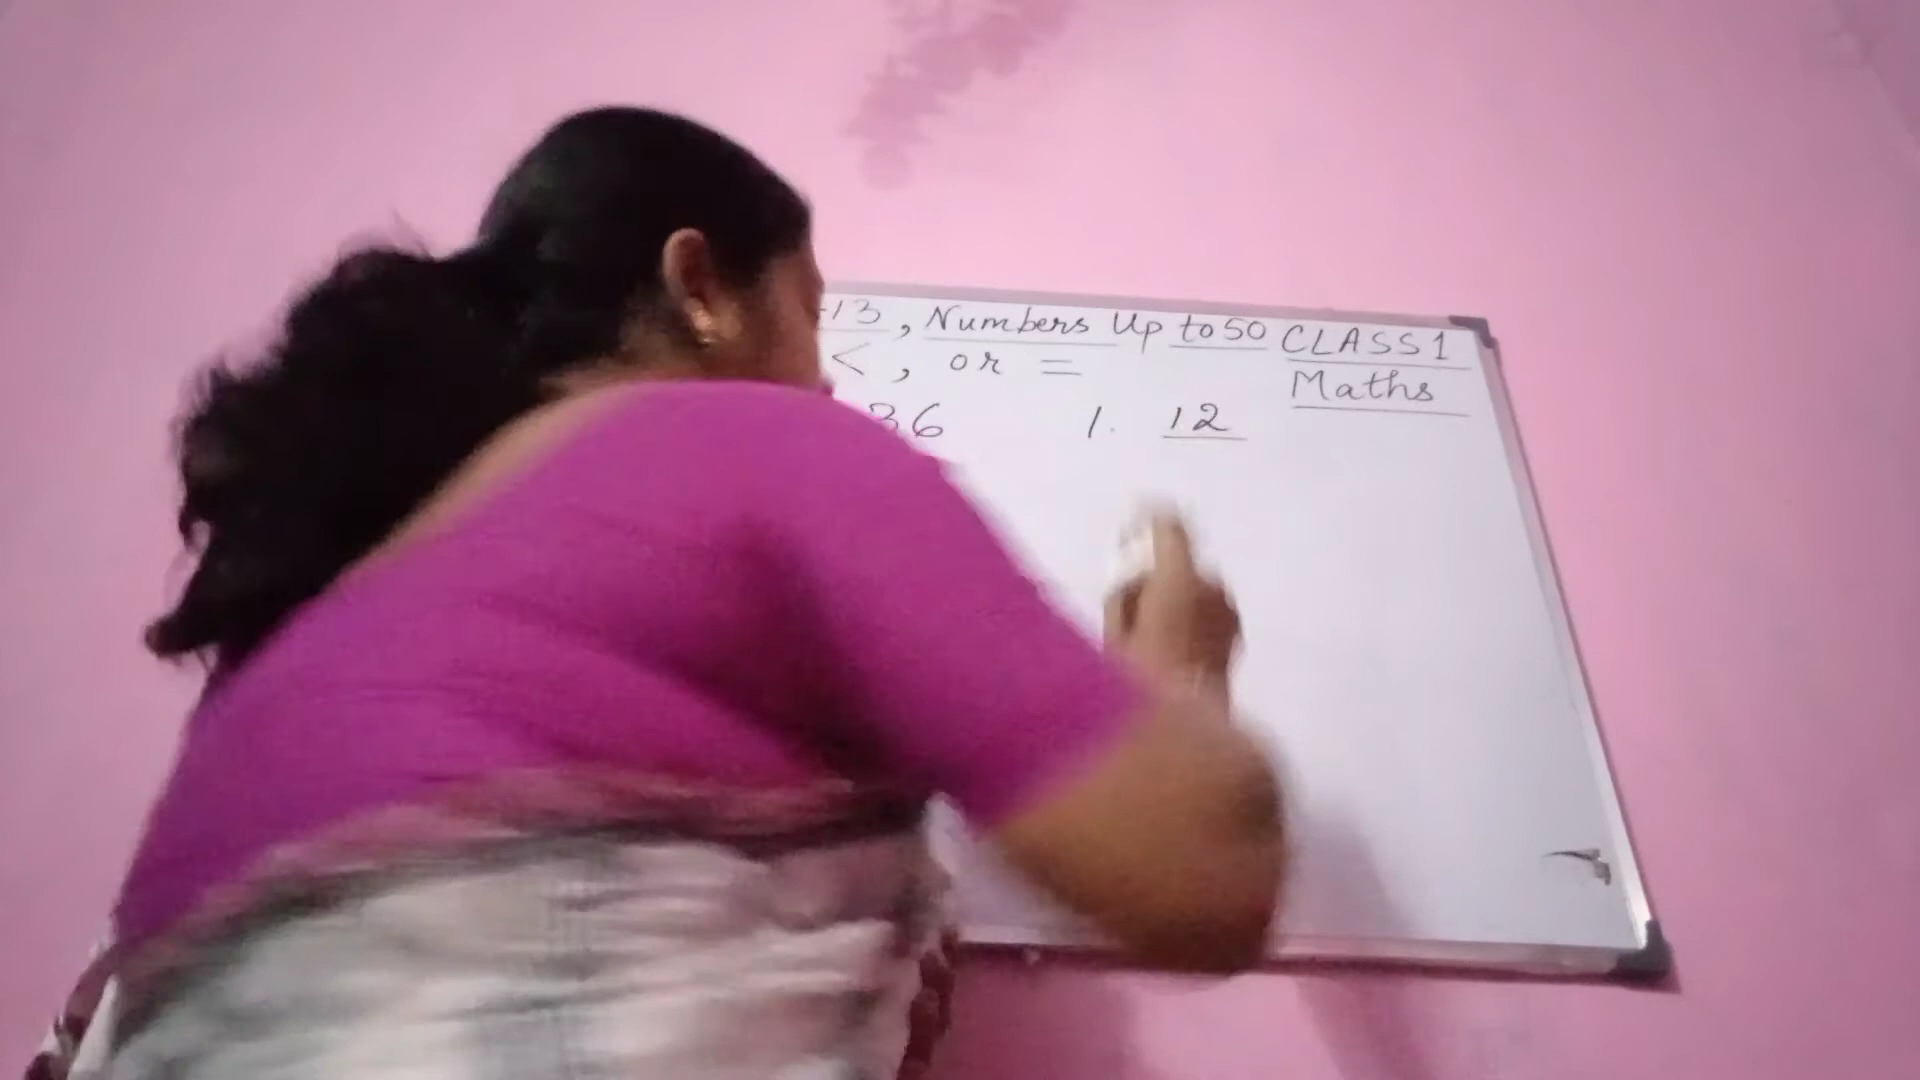 -13, Numbers Up to 50 CLASS 1
<, or = Maths
36 1. 12